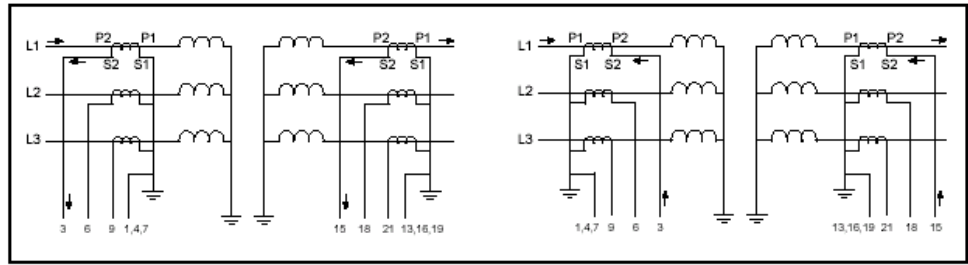 P2 P1 P2 P1 P1 P2 P1 P2
L1 L1
S2 S1 S2 S1 S1 S2 S1 S2
L2 L2
L3 L3
3 6 9 1,4,7 15 18 21 13,16,19 1,4,7 9 6 3 13,16,19 21 18 15